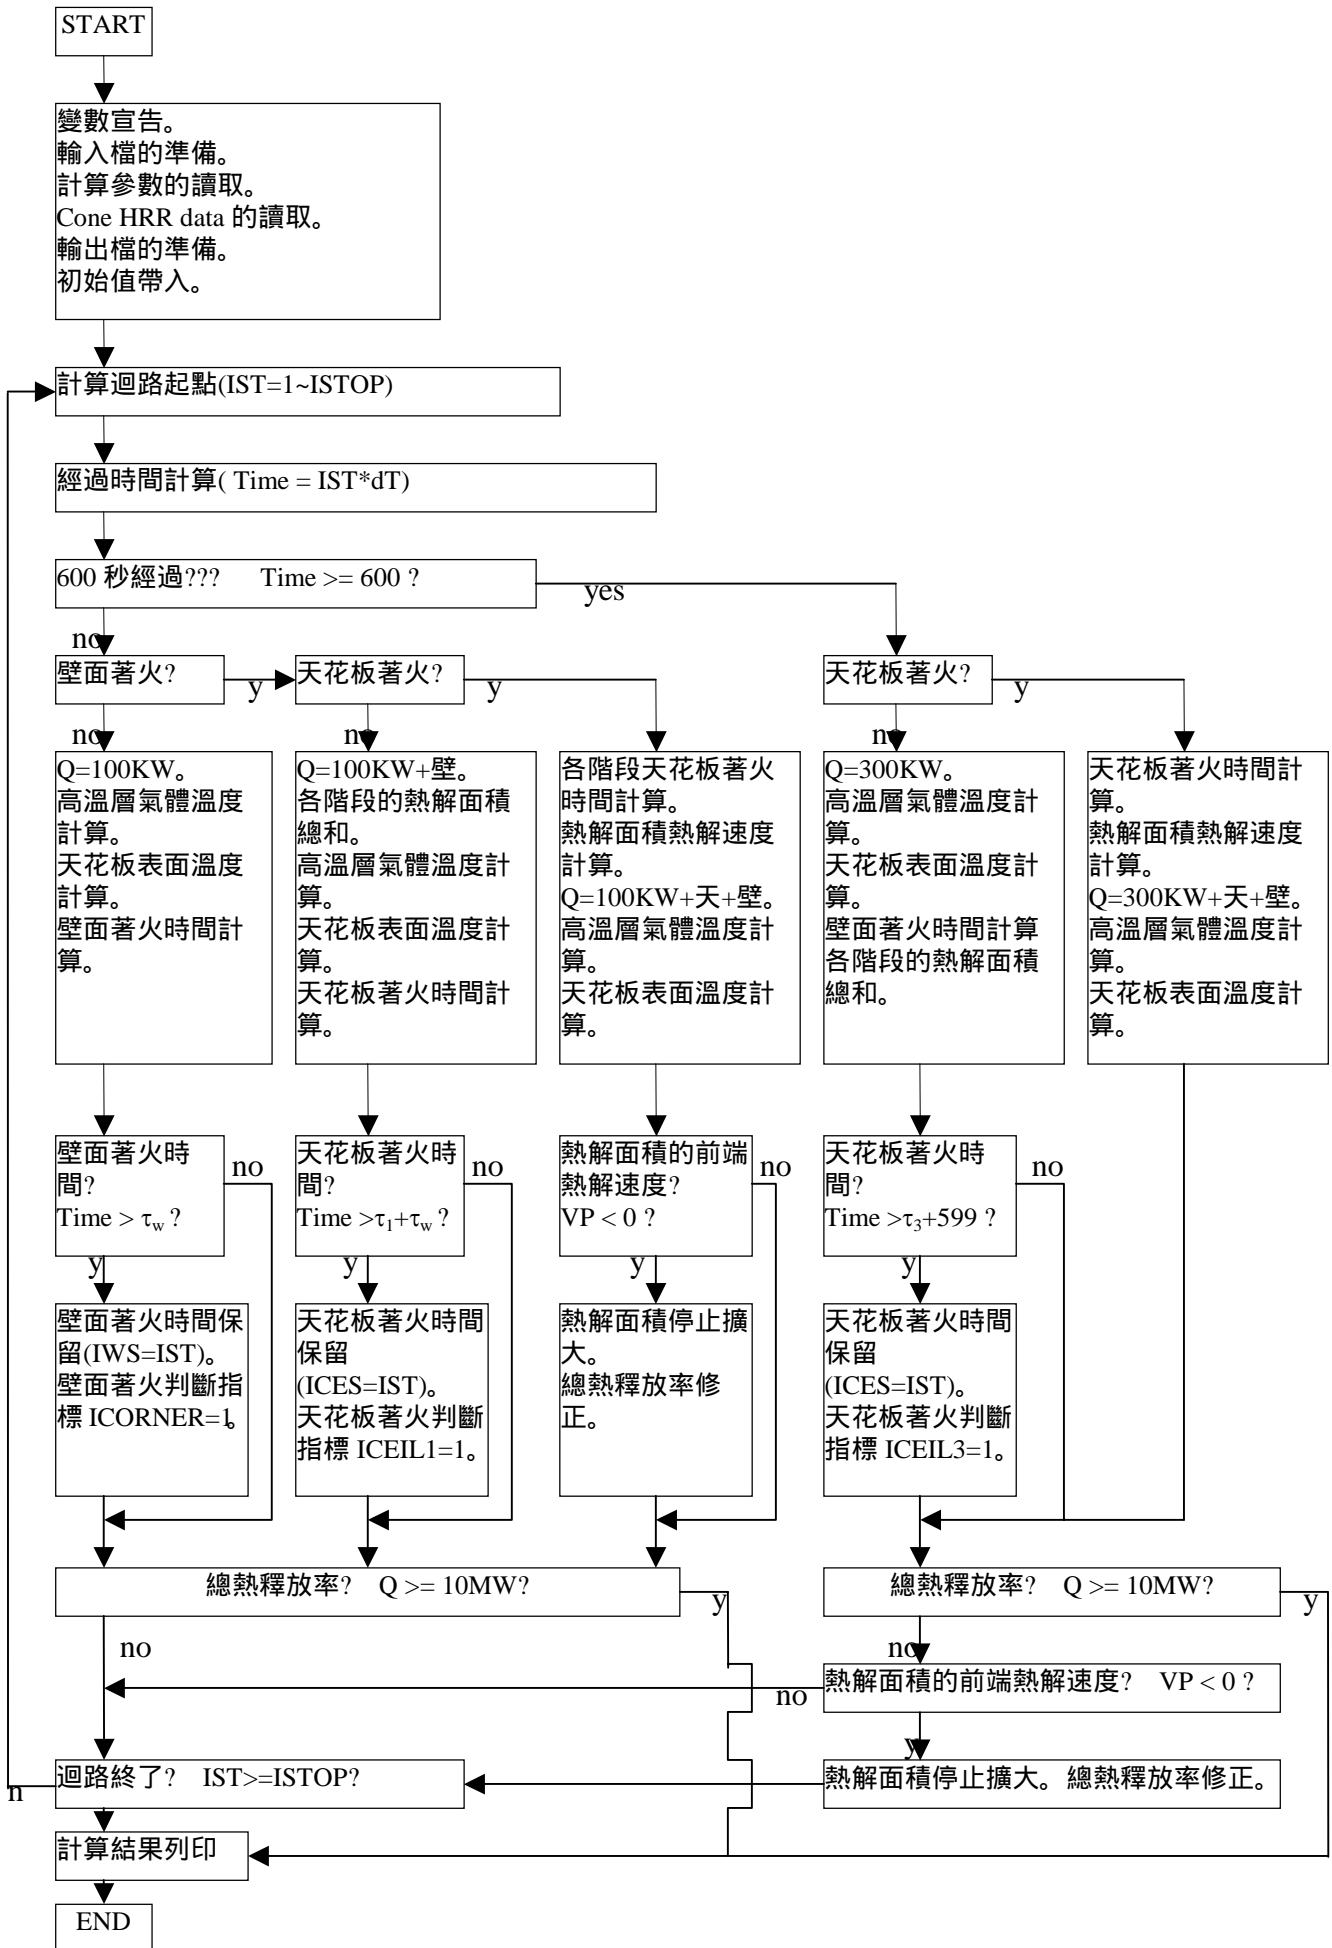 START
變數宣告。
輸入檔的準備。
計算參數的讀取。
Cone HRR data 的讀取。
輸出檔的準備。
初始值帶入。
計算迴路起點(IST=1~ISTOP)
經過時間計算( Time = IST*dT)
600 秒經過??? Time >= 600 ?
yes
no
壁面著火?
y
天花板著火?
y
天花板著火?
y
no
no
no
Q=100KW。
高溫層氣體溫度
計算。
天花板表面溫度
計算。
壁面著火時間計
算。
Q=100KW+壁。
各階段的熱解面積
總和。
高溫層氣體溫度計
算。
天花板表面溫度計
算。
天花板著火時間計
算。
各階段天花板著火
時間計算。
熱解面積熱解速度
計算。
Q=100KW+天+壁。
高溫層氣體溫度計
算。
天花板表面溫度計
算。
Q=300KW。
高溫層氣體溫度計
算。
天花板表面溫度計
算。
壁面著火時間計算
各階段的熱解面積
總和。
天花板著火時間計
算。
熱解面積熱解速度
計算。
Q=300KW+天+壁。
高溫層氣體溫度計
算。
天花板表面溫度計
算。
壁面著火時
間?
Time > τw ?
no
y
天花板著火時
間?
Time >τ1+τw ?
no
y
熱解面積的前端
熱解速度?
VP < 0 ?
no
y
天花板著火時
間?
Time >τ3+599 ?
no
y
壁面著火時間保
留(IWS=IST)。
壁面著火判斷指
標 ICORNER=1。
天花板著火時間
保留
(ICES=IST)。
天花板著火判斷
指標 ICEIL1=1。
熱解面積停止擴
大。
總熱釋放率修
正。
天花板著火時間
保留
(ICES=IST)。
天花板著火判斷
指標 ICEIL3=1。
總熱釋放率? Q >= 10MW?
y
總熱釋放率? Q >= 10MW?
y
no
no
熱解面積的前端熱解速度? VP < 0 ?
no
y
迴路終了? IST>=ISTOP?
n
熱解面積停止擴大。總熱釋放率修正。
計算結果列印
END